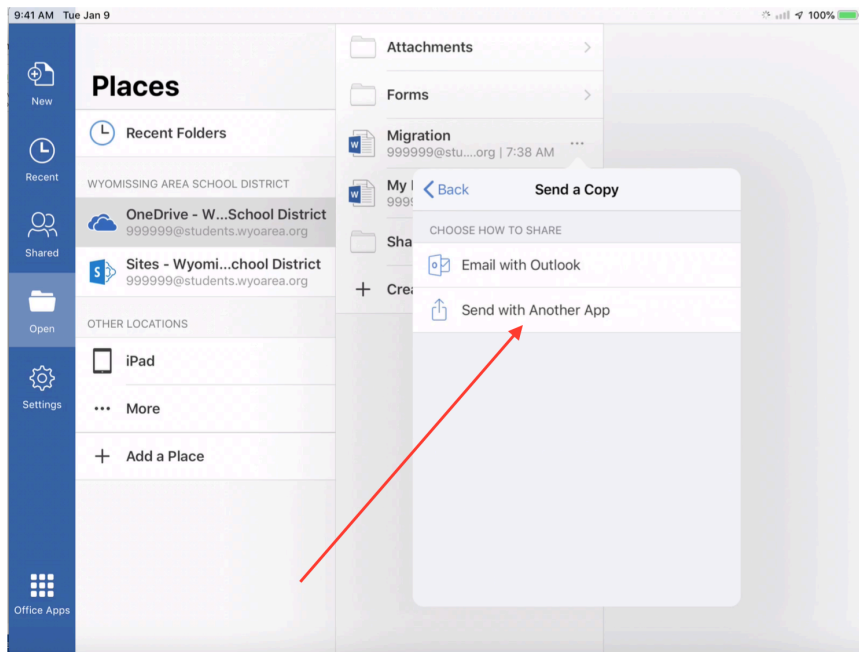 9:41 AM Tue Jan 9
100%
New
Recent
Shared
Open
Settings
Office Apps
Places
Recent Folders
WYOMISSING AREA SCHOOL DISTRICT
OneDrive - W...School District
999999@students.wyoarea.org
Sites - Wyomi...chool District
999999@students.wyoarea.org
OTHER LOCATIONS
iPad
More
Add a Place
Attachments
Forms
Migration
999999@stu....org | 7:38 AM
My
999
Sha
Crea
Back
Send a Copy
CHOOSE HOW TO SHARE
Email with Outlook
Send with Another App